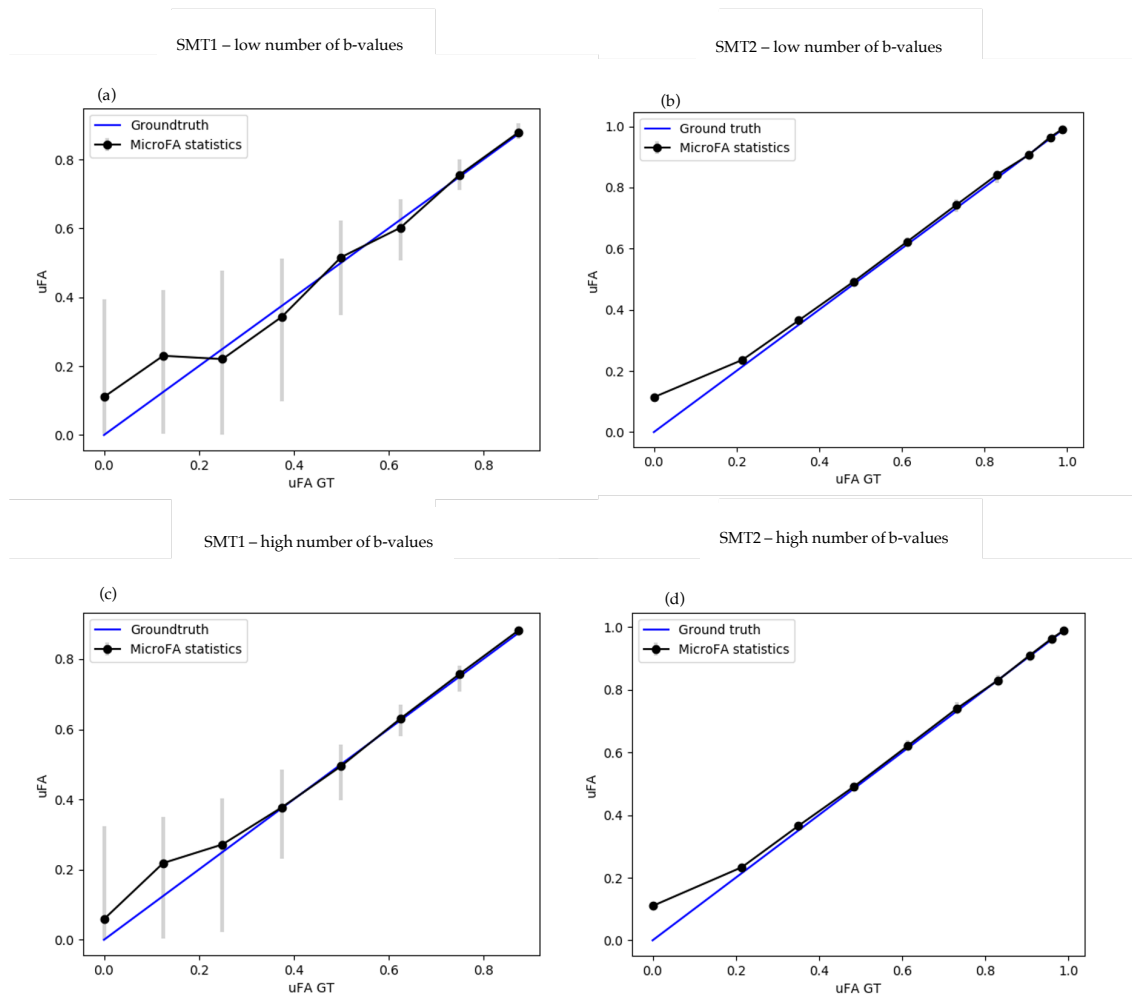 SMT1 – low number of b-values
SMT2 – low number of b-values
(a)
Groundtruth
MicroFA statistics
0.8
0.6
0.4
0.2
0.0
uFA
0.0 0.2 0.4 0.6 0.8
uFA GT
(b)
Ground truth
MicroFA statistics
1.0
0.8
0.6
0.4
0.2
0.0
uFA
0.0 0.2 0.4 0.6 0.8 1.0
uFA GT
SMT1 – high number of b-values
SMT2 – high number of b-values
(c)
Groundtruth
MicroFA statistics
0.8
0.6
0.4
0.2
0.0
uFA
0.0 0.2 0.4 0.6 0.8
uFA GT
(d)
Ground truth
MicroFA statistics
1.0
0.8
0.6
0.4
0.2
0.0
uFA
0.0 0.2 0.4 0.6 0.8 1.0
uFA GT